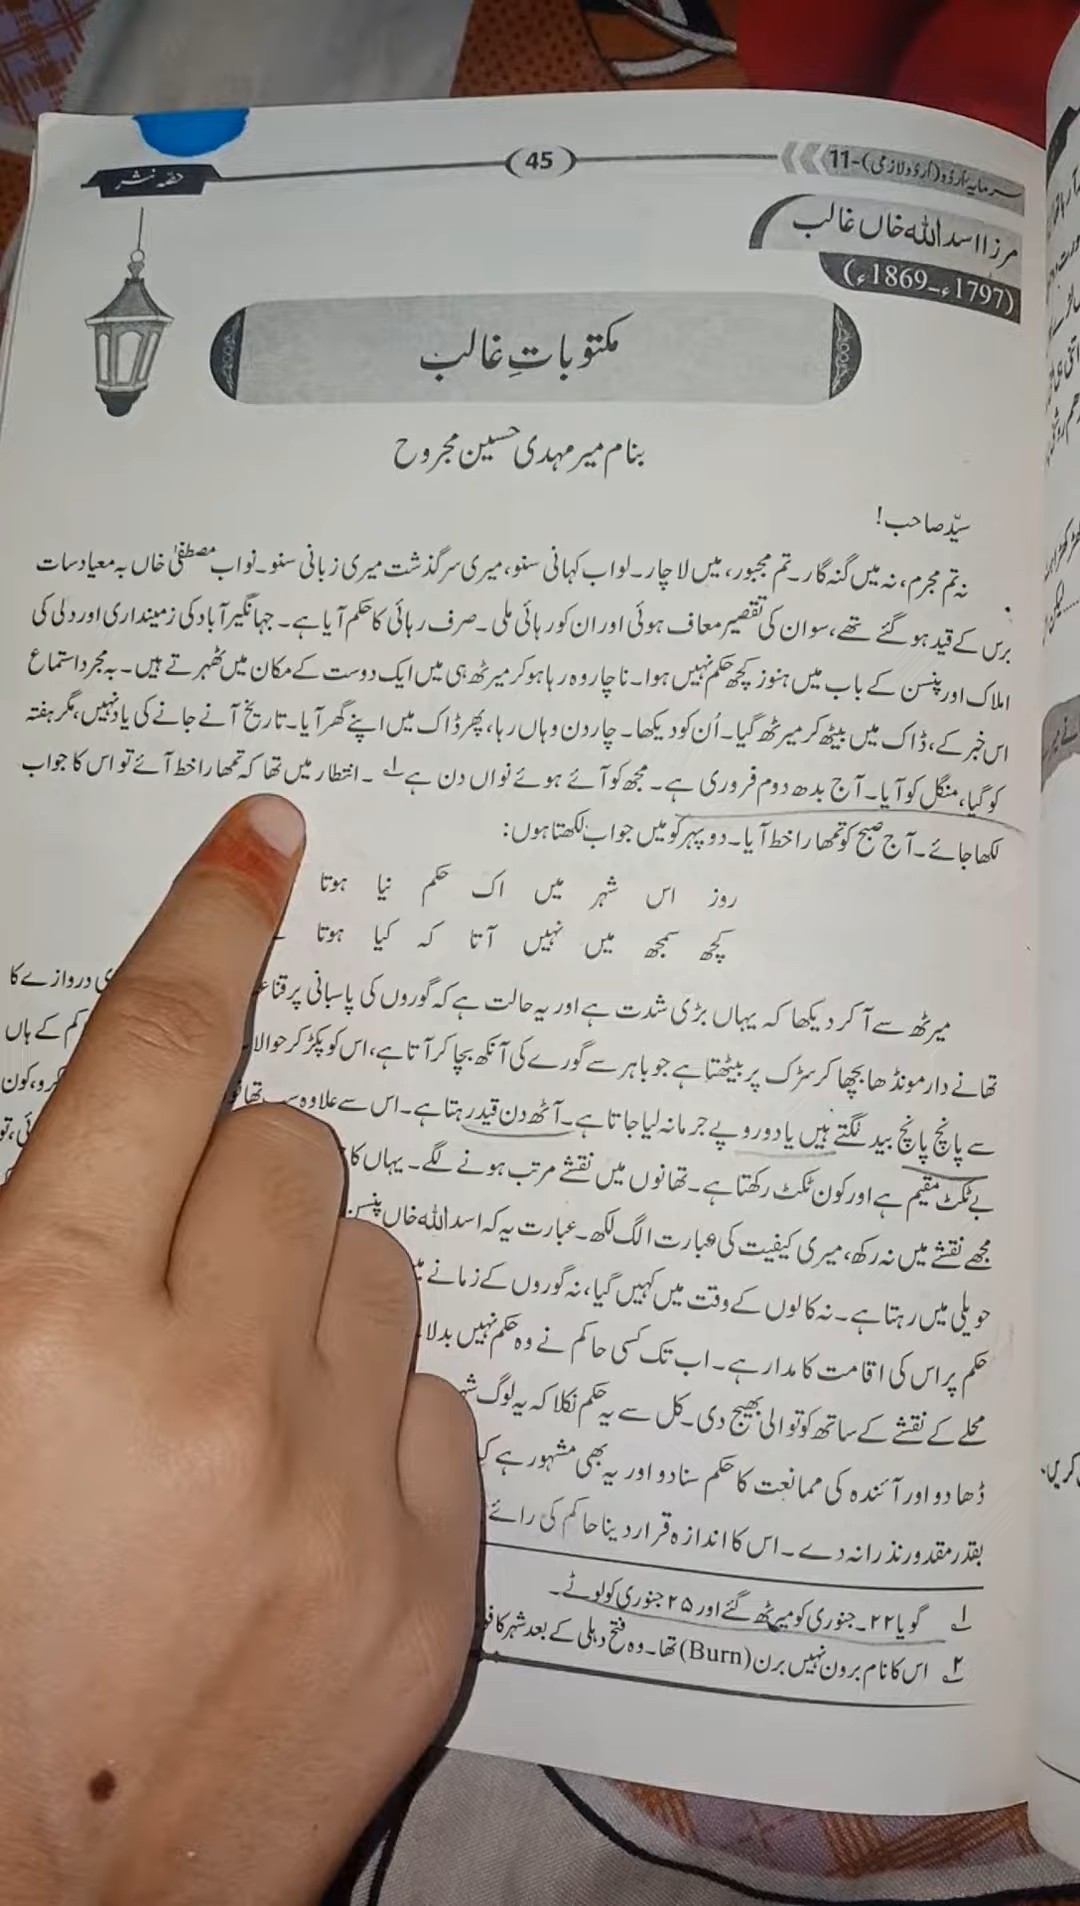 سرمایۂ اُردو (اُردو لازمی)-11
45
حصّہ نثر
مرزا اسد اللہ خاں غالب
(1797ء-1869ء)
مکتوباتِ غالب
بنام میر مہدی حسین مجروح
سیّد صاحب!
نہ تم مجرم، نہ میں گنہ گار۔ تم مجبور، میں لاچار۔ لو اب کہانی سنو، میری سرگذشت میری زبانی سنو۔ نواب مصطفیٰ خاں بہ معیاد سات
برس کے قید ہو گئے تھے، سو ان کی تقصیر معاف ہوئی اور ان کو رہائی ملی۔ صرف رہائی کا حکم آیا ہے۔ جہانگیر آباد کی زمینداری اور دلی کی
املاک اور پنسن کے باب میں ہنوز کچھ حکم نہیں ہوا۔ ناچار وہ رہا ہو کر میرٹھ ہی میں ایک دوست کے مکان میں ٹھہرے ہیں۔ بہ مجرد استماع
اس خبر کے، ڈاک میں بیٹھ کر میرٹھ گیا۔ اُن کو دیکھا۔ چار دن وہاں رہا، پھر ڈاک میں اپنے گھر آیا۔ تاریخ آنے جانے کی یاد نہیں، مگر ہفتہ
کو گیا، منگل کو آیا۔ آج بدھ دوم فروری ہے۔ مجھ کو آئے ہوئے نواں دن ہے۱۔ انتظار میں تھا کہ تمھارا خط آئے تو اس کا جواب
لکھا جائے۔ آج صبح کو تمھارا خط آیا۔ دوپہر کو میں جواب لکھتا ہوں:
روز اس شہر میں اک حکم نیا ہوتا
کچھ سمجھ میں نہیں آتا کہ کیا ہوتا
میرٹھ سے آ کر دیکھا کہ یہاں بڑی شدت ہے اور یہ حالت ہے کہ گوروں کی پاسبانی پر دروازے کا
تھانے دار مونڈھا بچھا کر سڑک پر بیٹھتا ہے جو باہر سے گورے کی آنکھ بچا کر آتا ہے، اس کو پکڑ کر کے ہاں
سے پانچ پانچ بید لگتے ہیں یا دو روپے جرمانہ لیا جاتا ہے۔ آٹھ دن قید رہتا ہے۔ اس سے علاوہ سب کرو، کون
بے ٹکٹ مقیم ہے اور کون ٹکٹ رکھتا ہے۔ تھانوں میں نقشے مرتب ہونے لگے۔ یہاں کا
مجھے نقشے میں نہ رکھ، میری کیفیت کی عبارت الگ لکھ۔ عبارت یہ کہ اسد اللہ خاں پنسن
حویلی میں رہتا ہے۔ نہ کالوں کے وقت میں کہیں گیا، نہ گوروں کے زمانے
حکم پر اس کی اقامت کا مدار ہے۔ اب تک کسی حاکم نے وہ حکم نہیں بدلا
محلے کے نقشے کے ساتھ کوتوالی بھیج دی۔ کل سے یہ حکم نکلا کہ یہ لوگ
ڈھا دو اور آئندہ کی ممانعت کا حکم سنا دو اور یہ بھی مشہور ہے
بقدر مقدور نذرانہ دے۔ اس کا اندازہ قرار دینا حاکم کی رائے
۱ گویا ۲۲۔ جنوری کو میرٹھ گئے اور ۲۵ جنوری کو لوٹے۔
۲ اس کا نام برون نہیں برن (Burn) تھا۔ وہ فتح دہلی کے بعد شہر کا